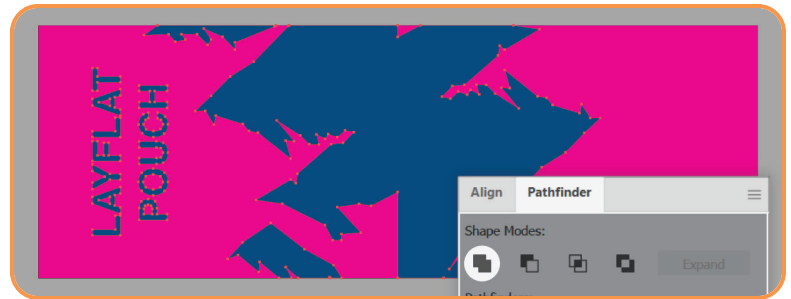 LAYFLAT
POUCH
Align
Pathfinder
Shape Modes:
Expand